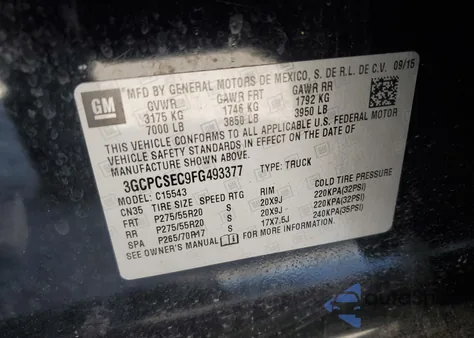 GM
MFD BY GENERAL MOTORS DE MEXICO, S. DE R.L. DE C.V. 09/15
GVWR GAWR FRT GAWR RR
3175 KG 1746 KG 1792 KG
7000 LB 3850 LB 3950 LB
THIS VEHICLE CONFORMS TO ALL APPLICABLE U.S. FEDERAL MOTOR
VEHICLE SAFETY STANDARDS IN EFFECT ON THE DATE OF
MANUFACTURE SHOWN ABOVE.
3GCPCSEC9FG493377 TYPE: TRUCK
MODEL: C15543
CN35 TIRE SIZE SPEED RTG RIM COLD TIRE PRESSURE
FRT P275/55R20 S 20X9J 220KPA(32PSI)
RR P275/55R20 S 20X9J 220KPA(32PSI)
SPA P265/70R17 S 17X7.5J 240KPA(35PSI)
SEE OWNER'S MANUAL FOR ADDITIONAL INFORMATION.